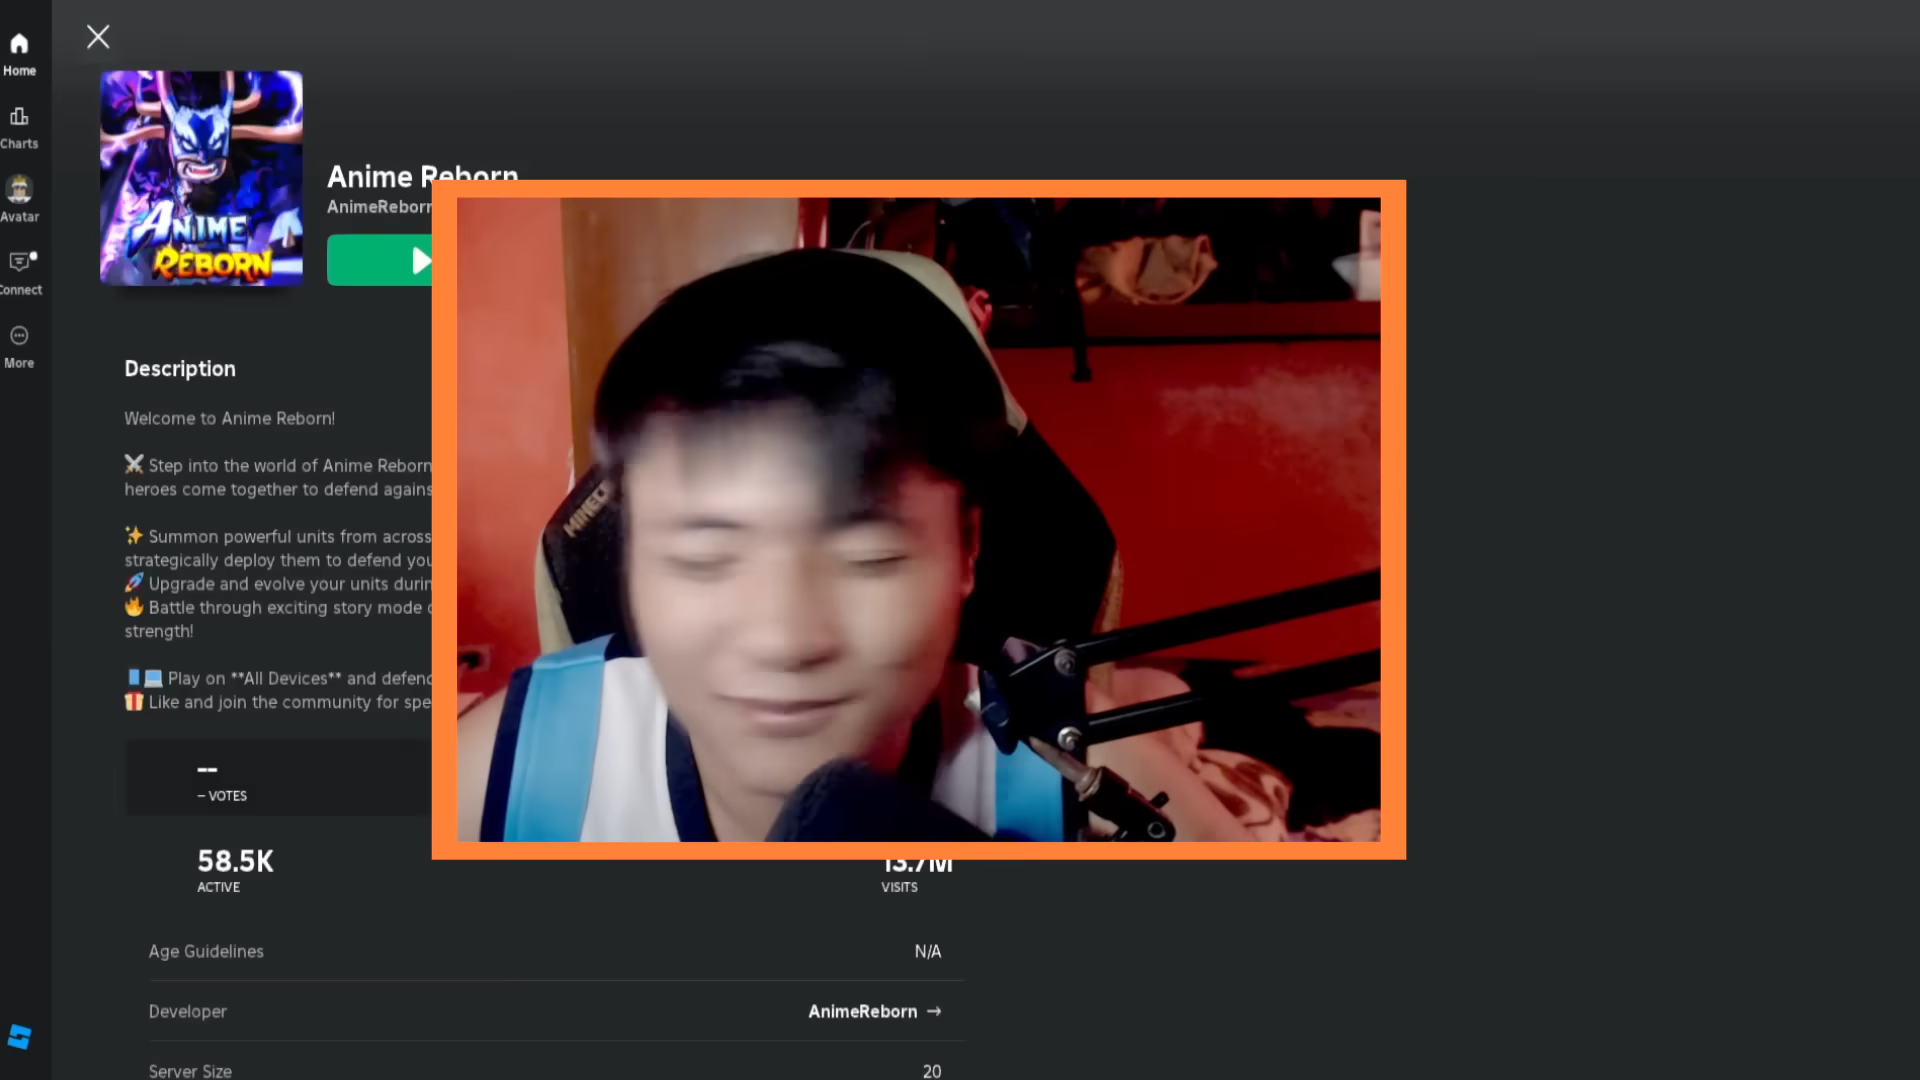 Home
Charts
Avatar
Connect
More
ANIME
REBORN
Anime Reborn
AnimeReborn
Description
Welcome to Anime Reborn!
Step into the world of Anime Reborn
heroes come together to defend agains
Summon powerful units from across
strategically deploy them to defend you
Upgrade and evolve your units durin
Battle through exciting story mode
strength!
Play on **All Devices** and defend
Like and join the community for spe
--
– VOTES
58.5K
ACTIVE
13.7M
VISITS
Age Guidelines
N/A
Developer
AnimeReborn →
Server Size
20
MINEC